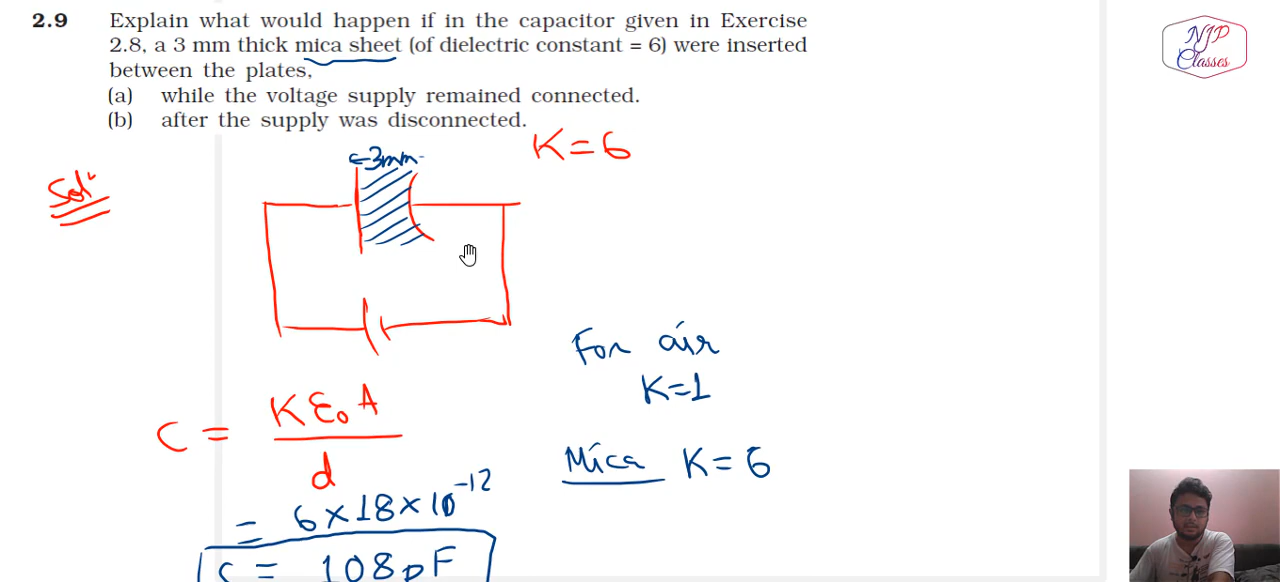 2.9 Explain what would happen if in the capacitor given in Exercise
2.8, a 3 mm thick mica sheet (of dielectric constant = 6) were inserted
between the plates,
(a) while the voltage supply remained connected.
(b) after the supply was disconnected.
NJP
Classes
K=6
3mm
Solⁿ
For air
K=1
C = Kε₀A/d
Mica K=6
= 6×18×10⁻¹²
C = 108pF